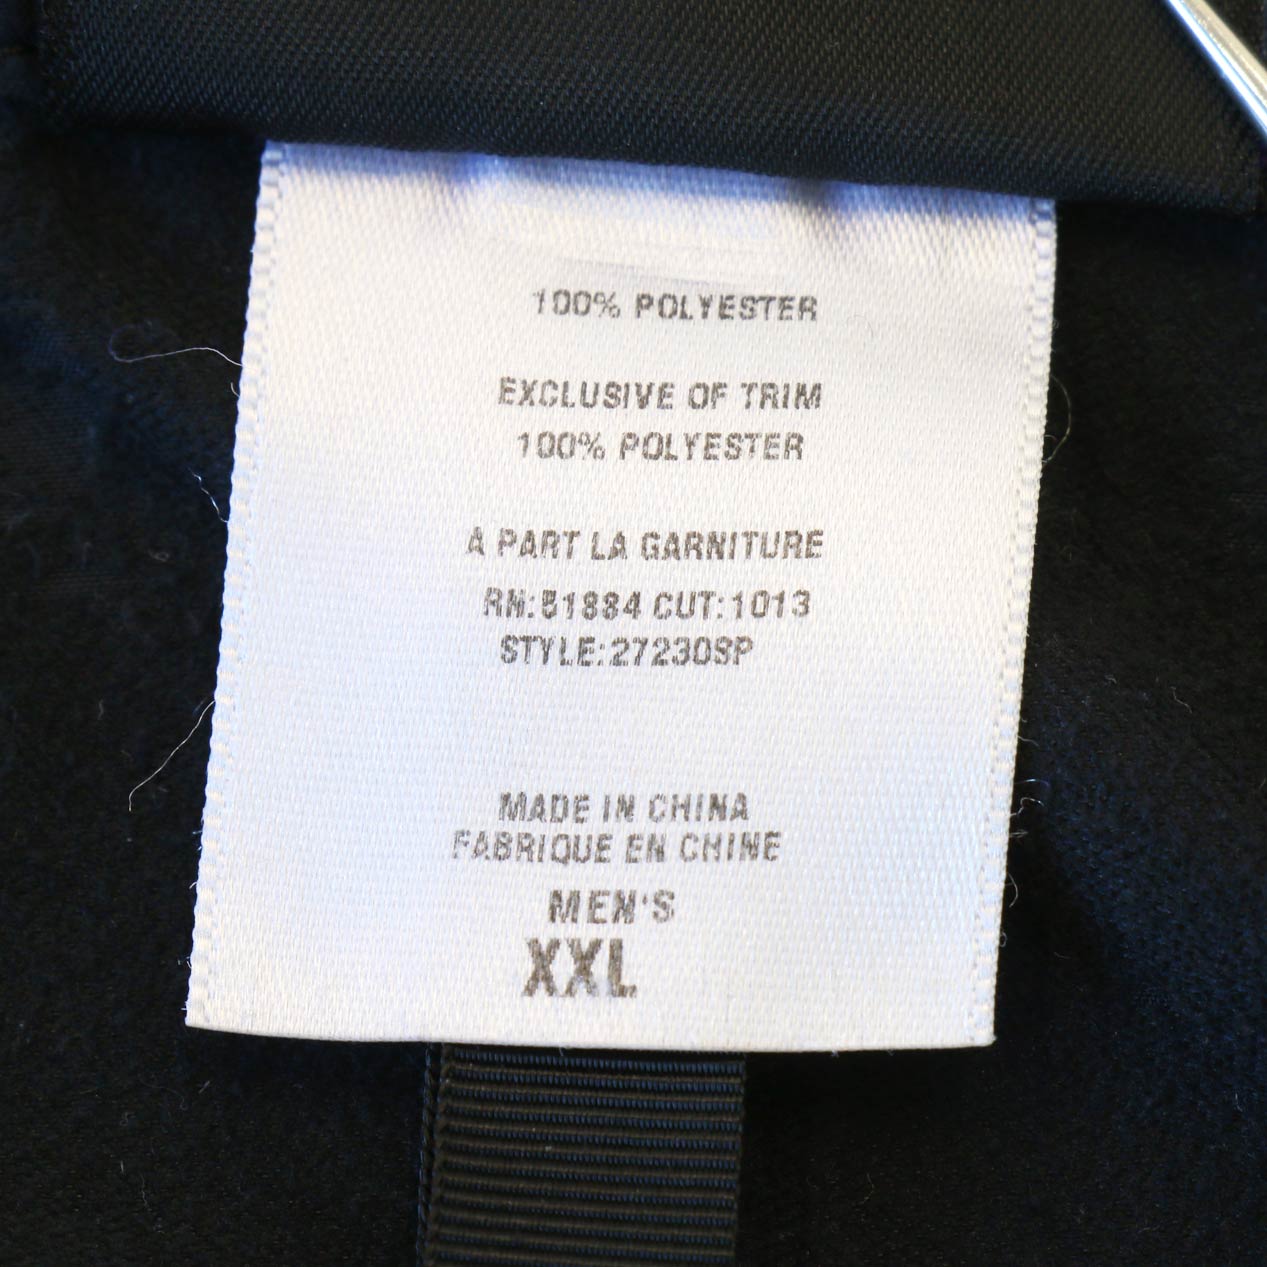 100% POLYESTER
EXCLUSIVE OF TRIM
100% POLYESTER
A PART LA GARNITURE
RN:51884 CUT:1013
STYLE:27230SP
MADE IN CHINA
FABRIQUE EN CHINE
MEN'S
XXL